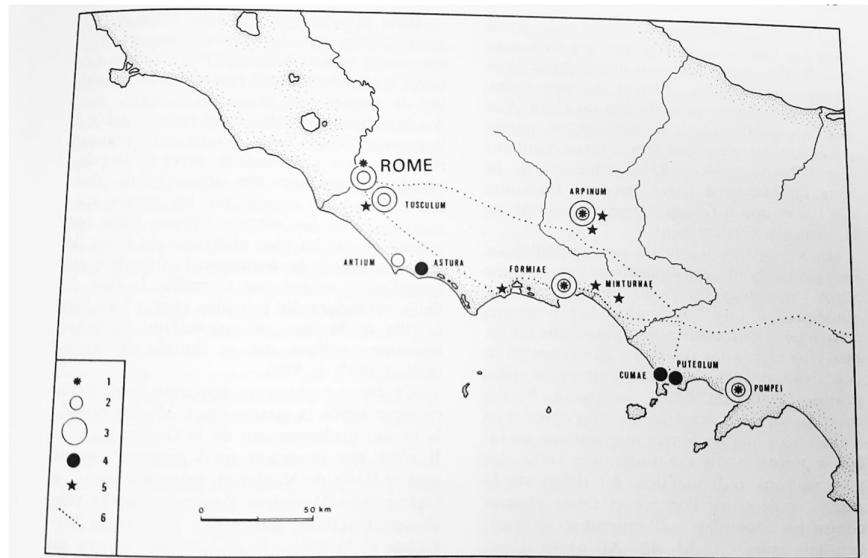 ROME
TUSCULUM
ARPINUM
ANTIUM
ASTURA
FORMIAE
MINTURNAE
CUMAE
PUTEOLUM
POMPEI
1
2
3
4
5
6
0 50 km